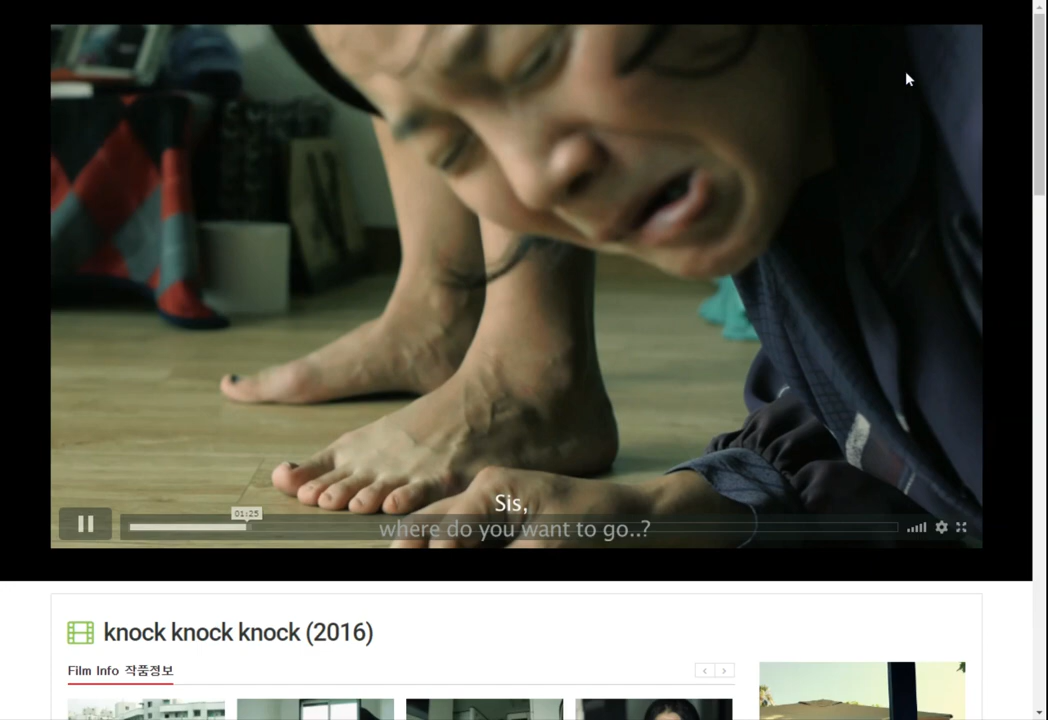 Sis,
where do you want to go..?
01:25
knock knock knock (2016)
Film Info 작품정보